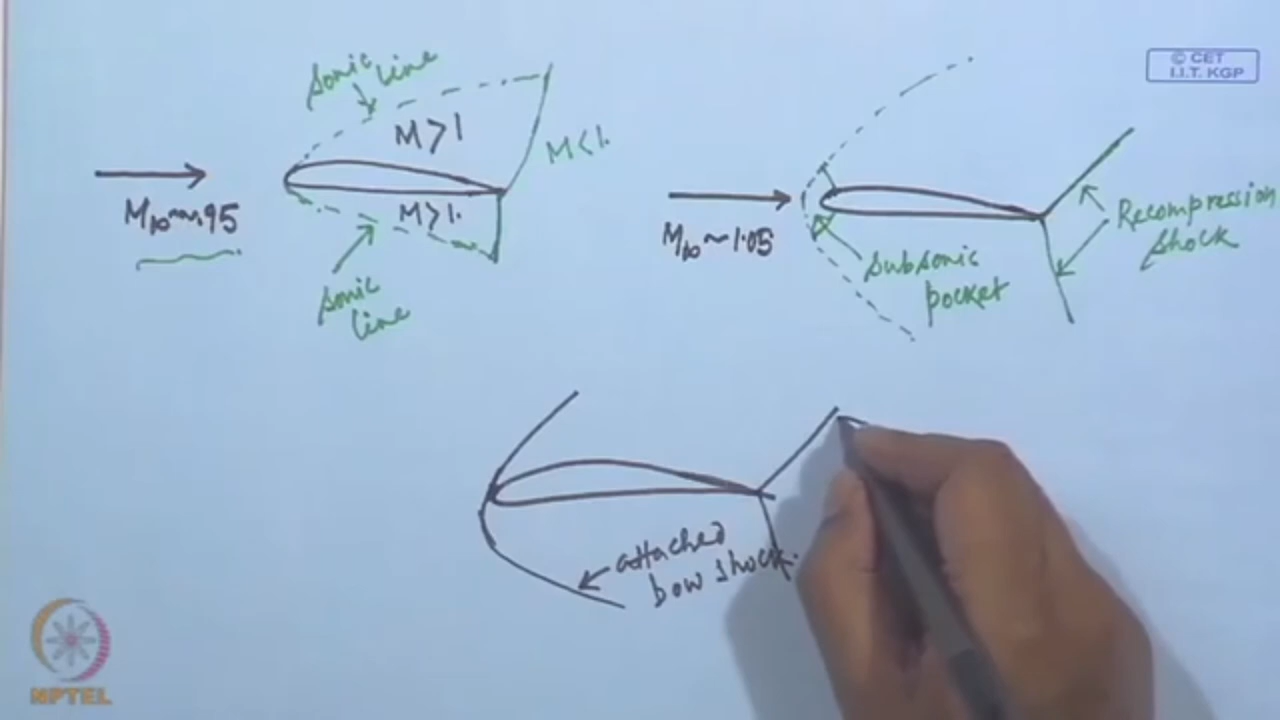 © CET
I.I.T. KGP
sonic
line
M>1
M<1.
M∞~.95
M>1.
sonic
line
M∞~1.05
subsonic
pocket
Recompression
shock
attached
bow shock.
NPTEL